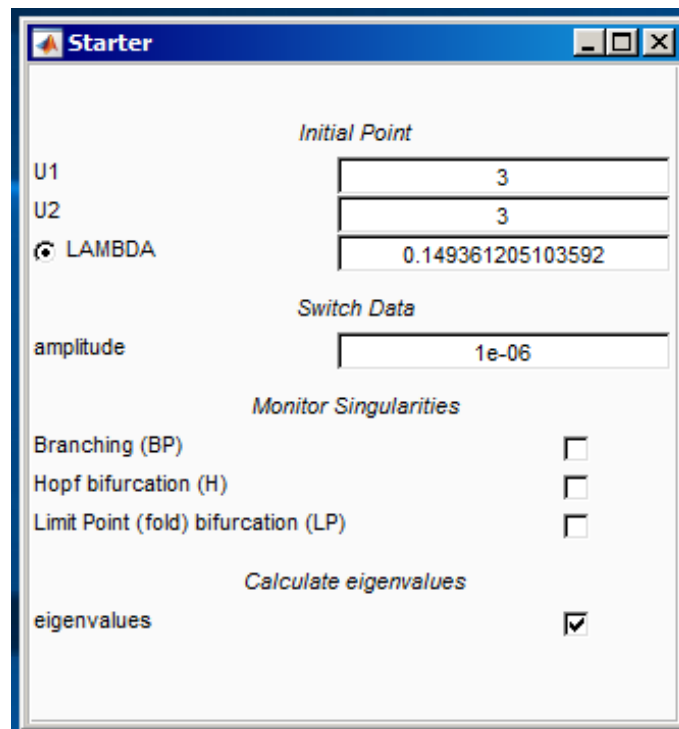 Starter
Initial Point
U1 3
U2 3
LAMBDA 0.149361205103592
Switch Data
amplitude 1e-06
Monitor Singularities
Branching (BP)
Hopf bifurcation (H)
Limit Point (fold) bifurcation (LP)
Calculate eigenvalues
eigenvalues